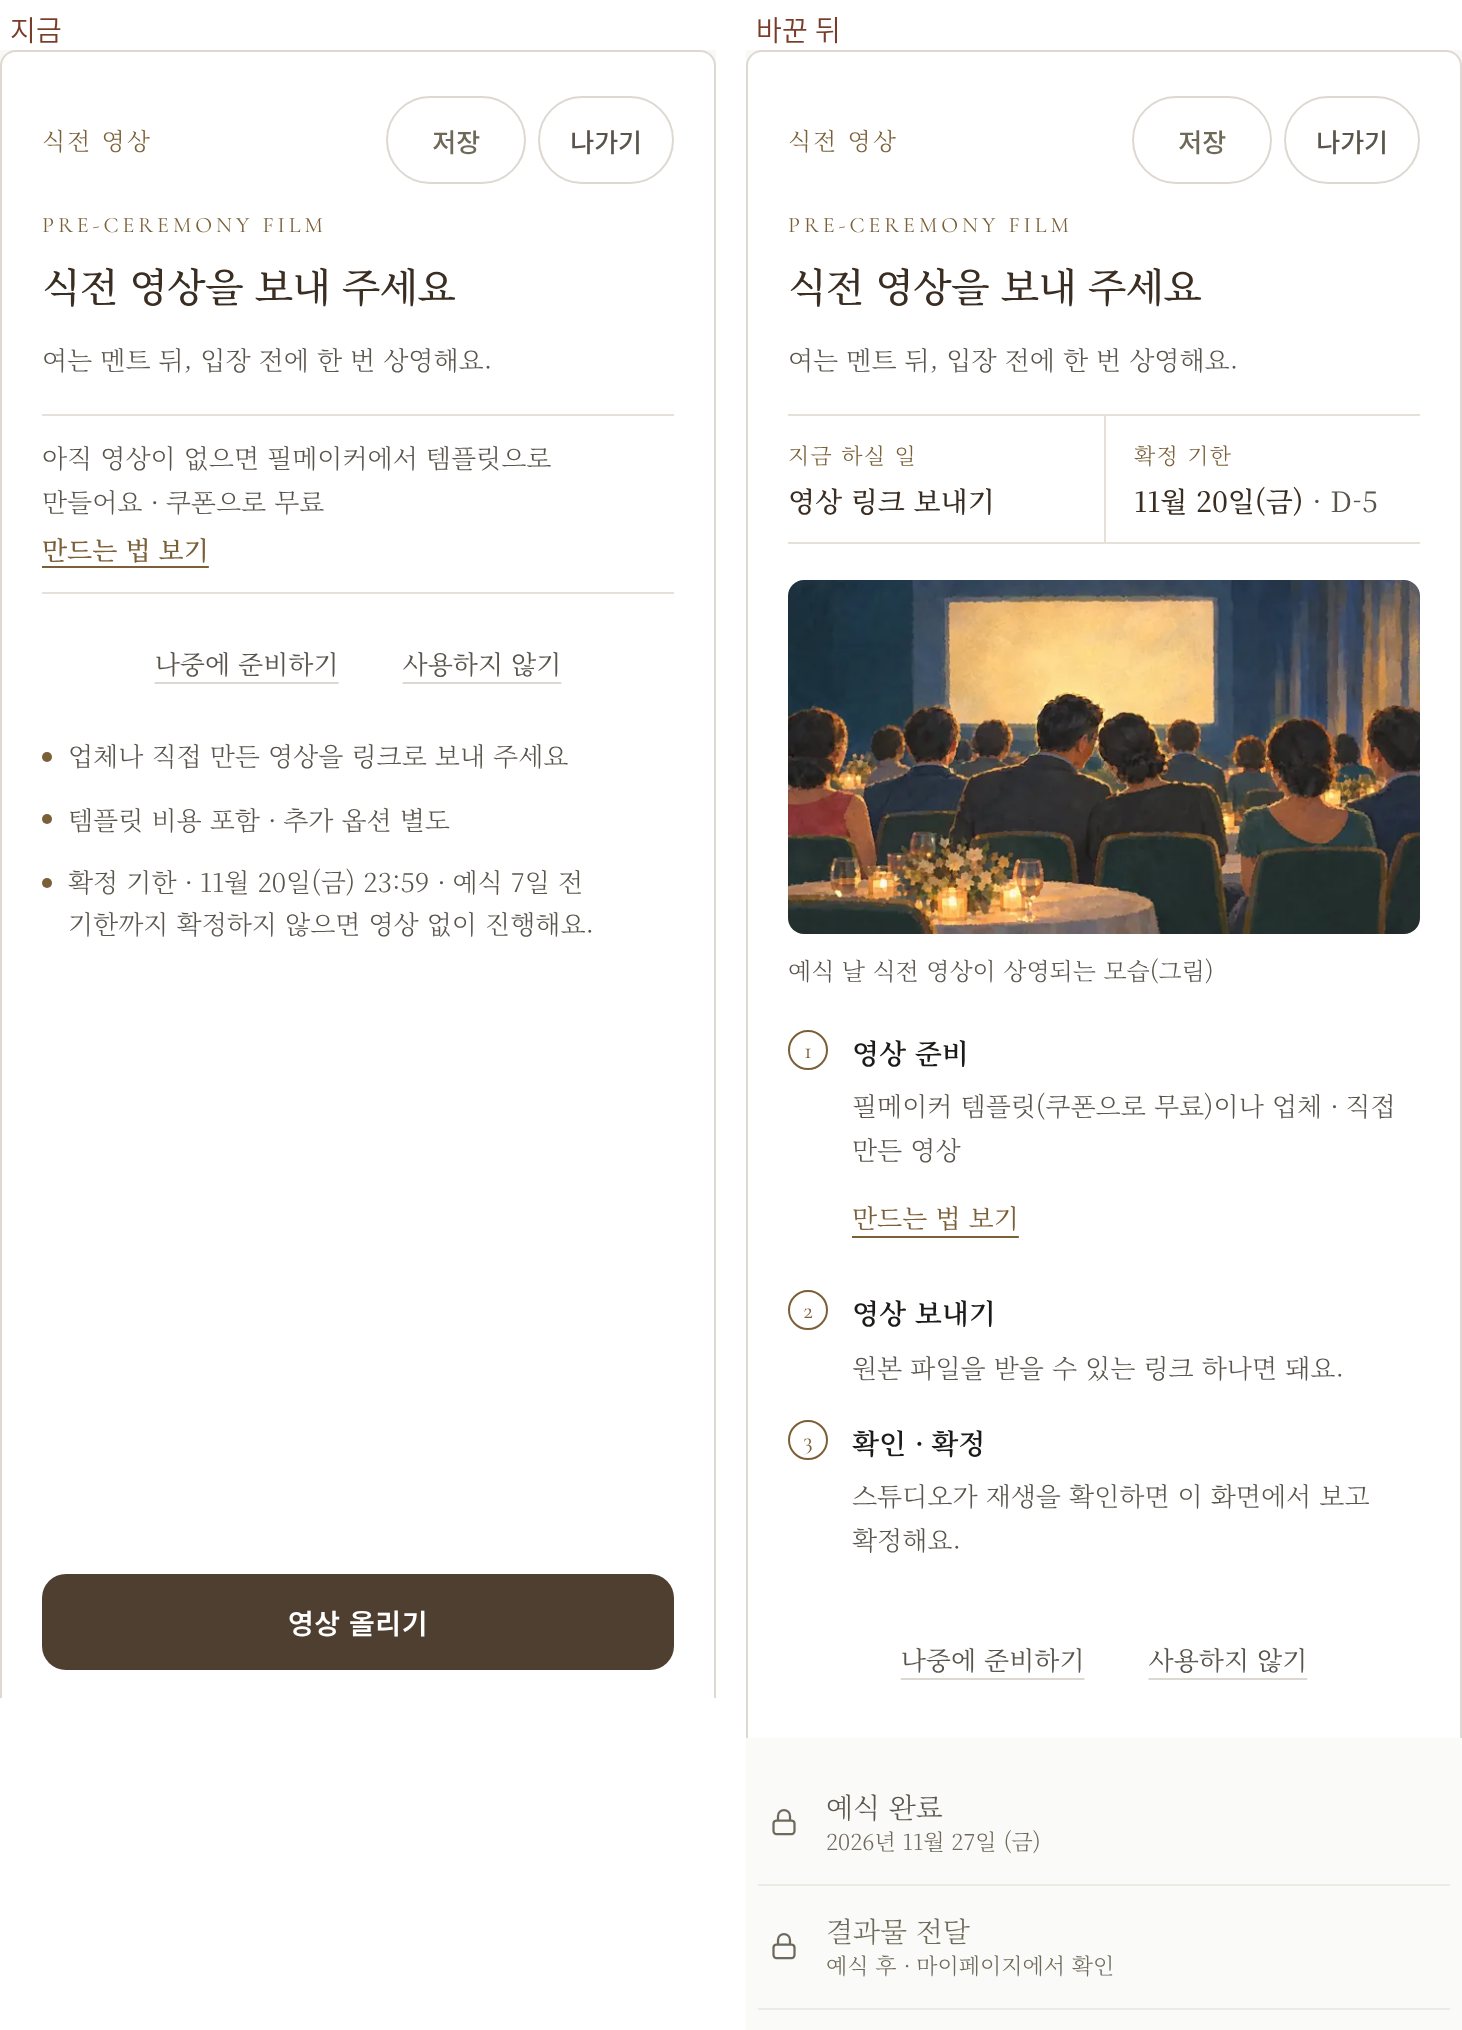 지금
식전 영상
저장
나가기
PRE-CEREMONY FILM
식전 영상을 보내 주세요
여는 멘트 뒤, 입장 전에 한 번 상영해요.
아직 영상이 없으면 필메이커에서 템플릿으로
만들어요 · 쿠폰으로 무료
만드는 법 보기
나중에 준비하기
사용하지 않기
• 업체나 직접 만든 영상을 링크로 보내 주세요
• 템플릿 비용 포함 · 추가 옵션 별도
• 확정 기한 · 11월 20일(금) 23:59 · 예식 7일 전
기한까지 확정하지 않으면 영상 없이 진행해요.
영상 올리기
바꾼 뒤
식전 영상
저장
나가기
PRE-CEREMONY FILM
식전 영상을 보내 주세요
여는 멘트 뒤, 입장 전에 한 번 상영해요.
지금 하실 일
영상 링크 보내기
확정 기한
11월 20일(금) · D-5
예식 날 식전 영상이 상영되는 모습(그림)
1
영상 준비
필메이커 템플릿(쿠폰으로 무료)이나 업체 · 직접
만든 영상
만드는 법 보기
2
영상 보내기
원본 파일을 받을 수 있는 링크 하나면 돼요.
3
확인 · 확정
스튜디오가 재생을 확인하면 이 화면에서 보고
확정해요.
나중에 준비하기
사용하지 않기
예식 완료
2026년 11월 27일 (금)
결과물 전달
예식 후 · 마이페이지에서 확인